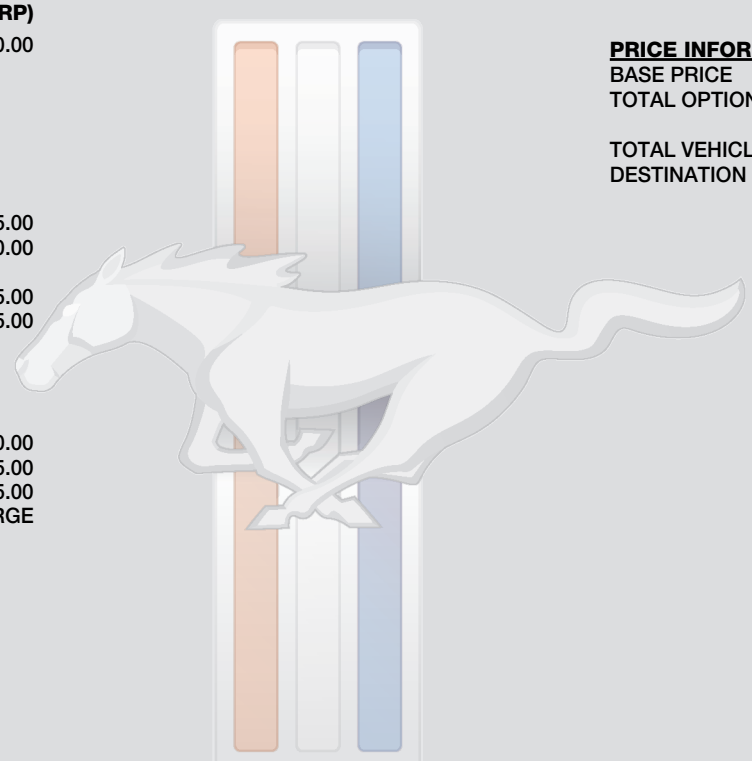 RP)
0.00
5.00
0.00
5.00
5.00
0.00
5.00
5.00
RGE
PRICE INFOR
BASE PRICE
TOTAL OPTION
TOTAL VEHICL
DESTINATION